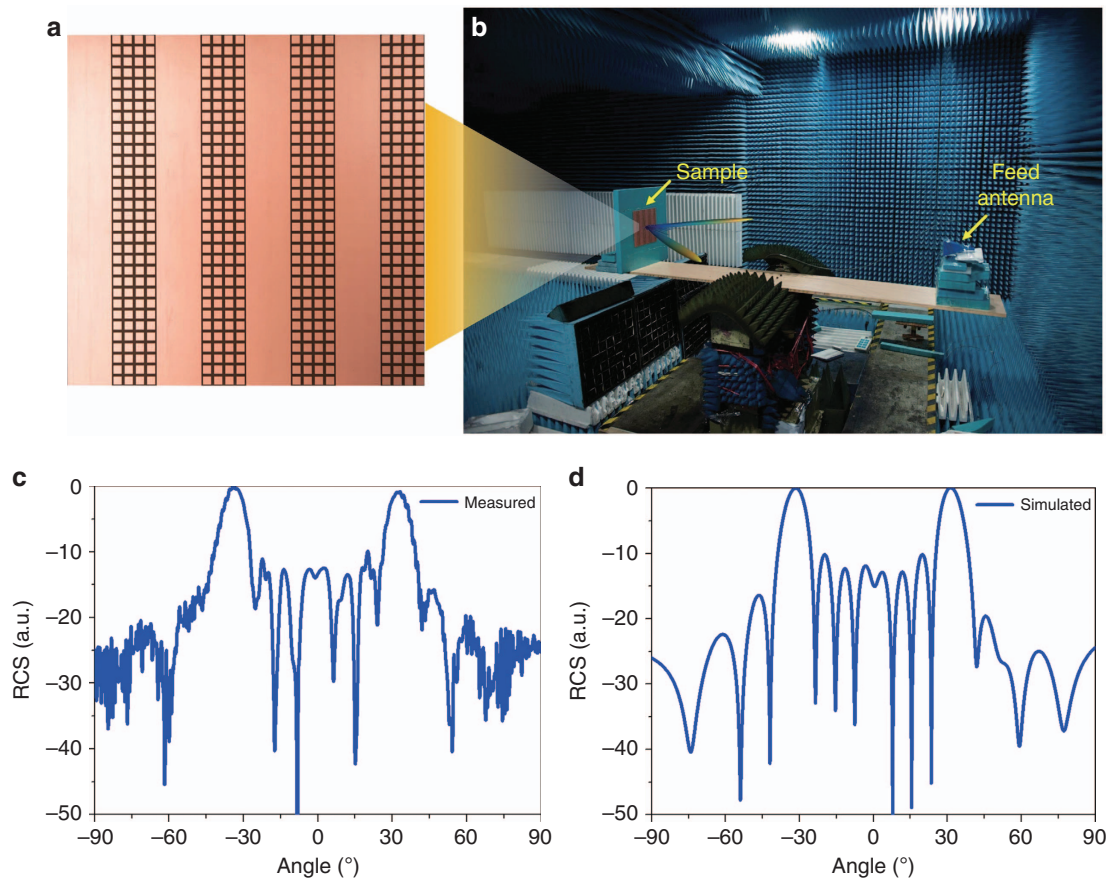 a
b
Sample
Feed
antenna
c
0
–10
–20
–30
–40
–50
RCS (a.u.)
Measured
–90
–60
–30
0
30
60
90
Angle (°)
d
0
–10
–20
–30
–40
–50
RCS (a.u.)
Simulated
–90
–60
–30
0
30
60
90
Angle (°)